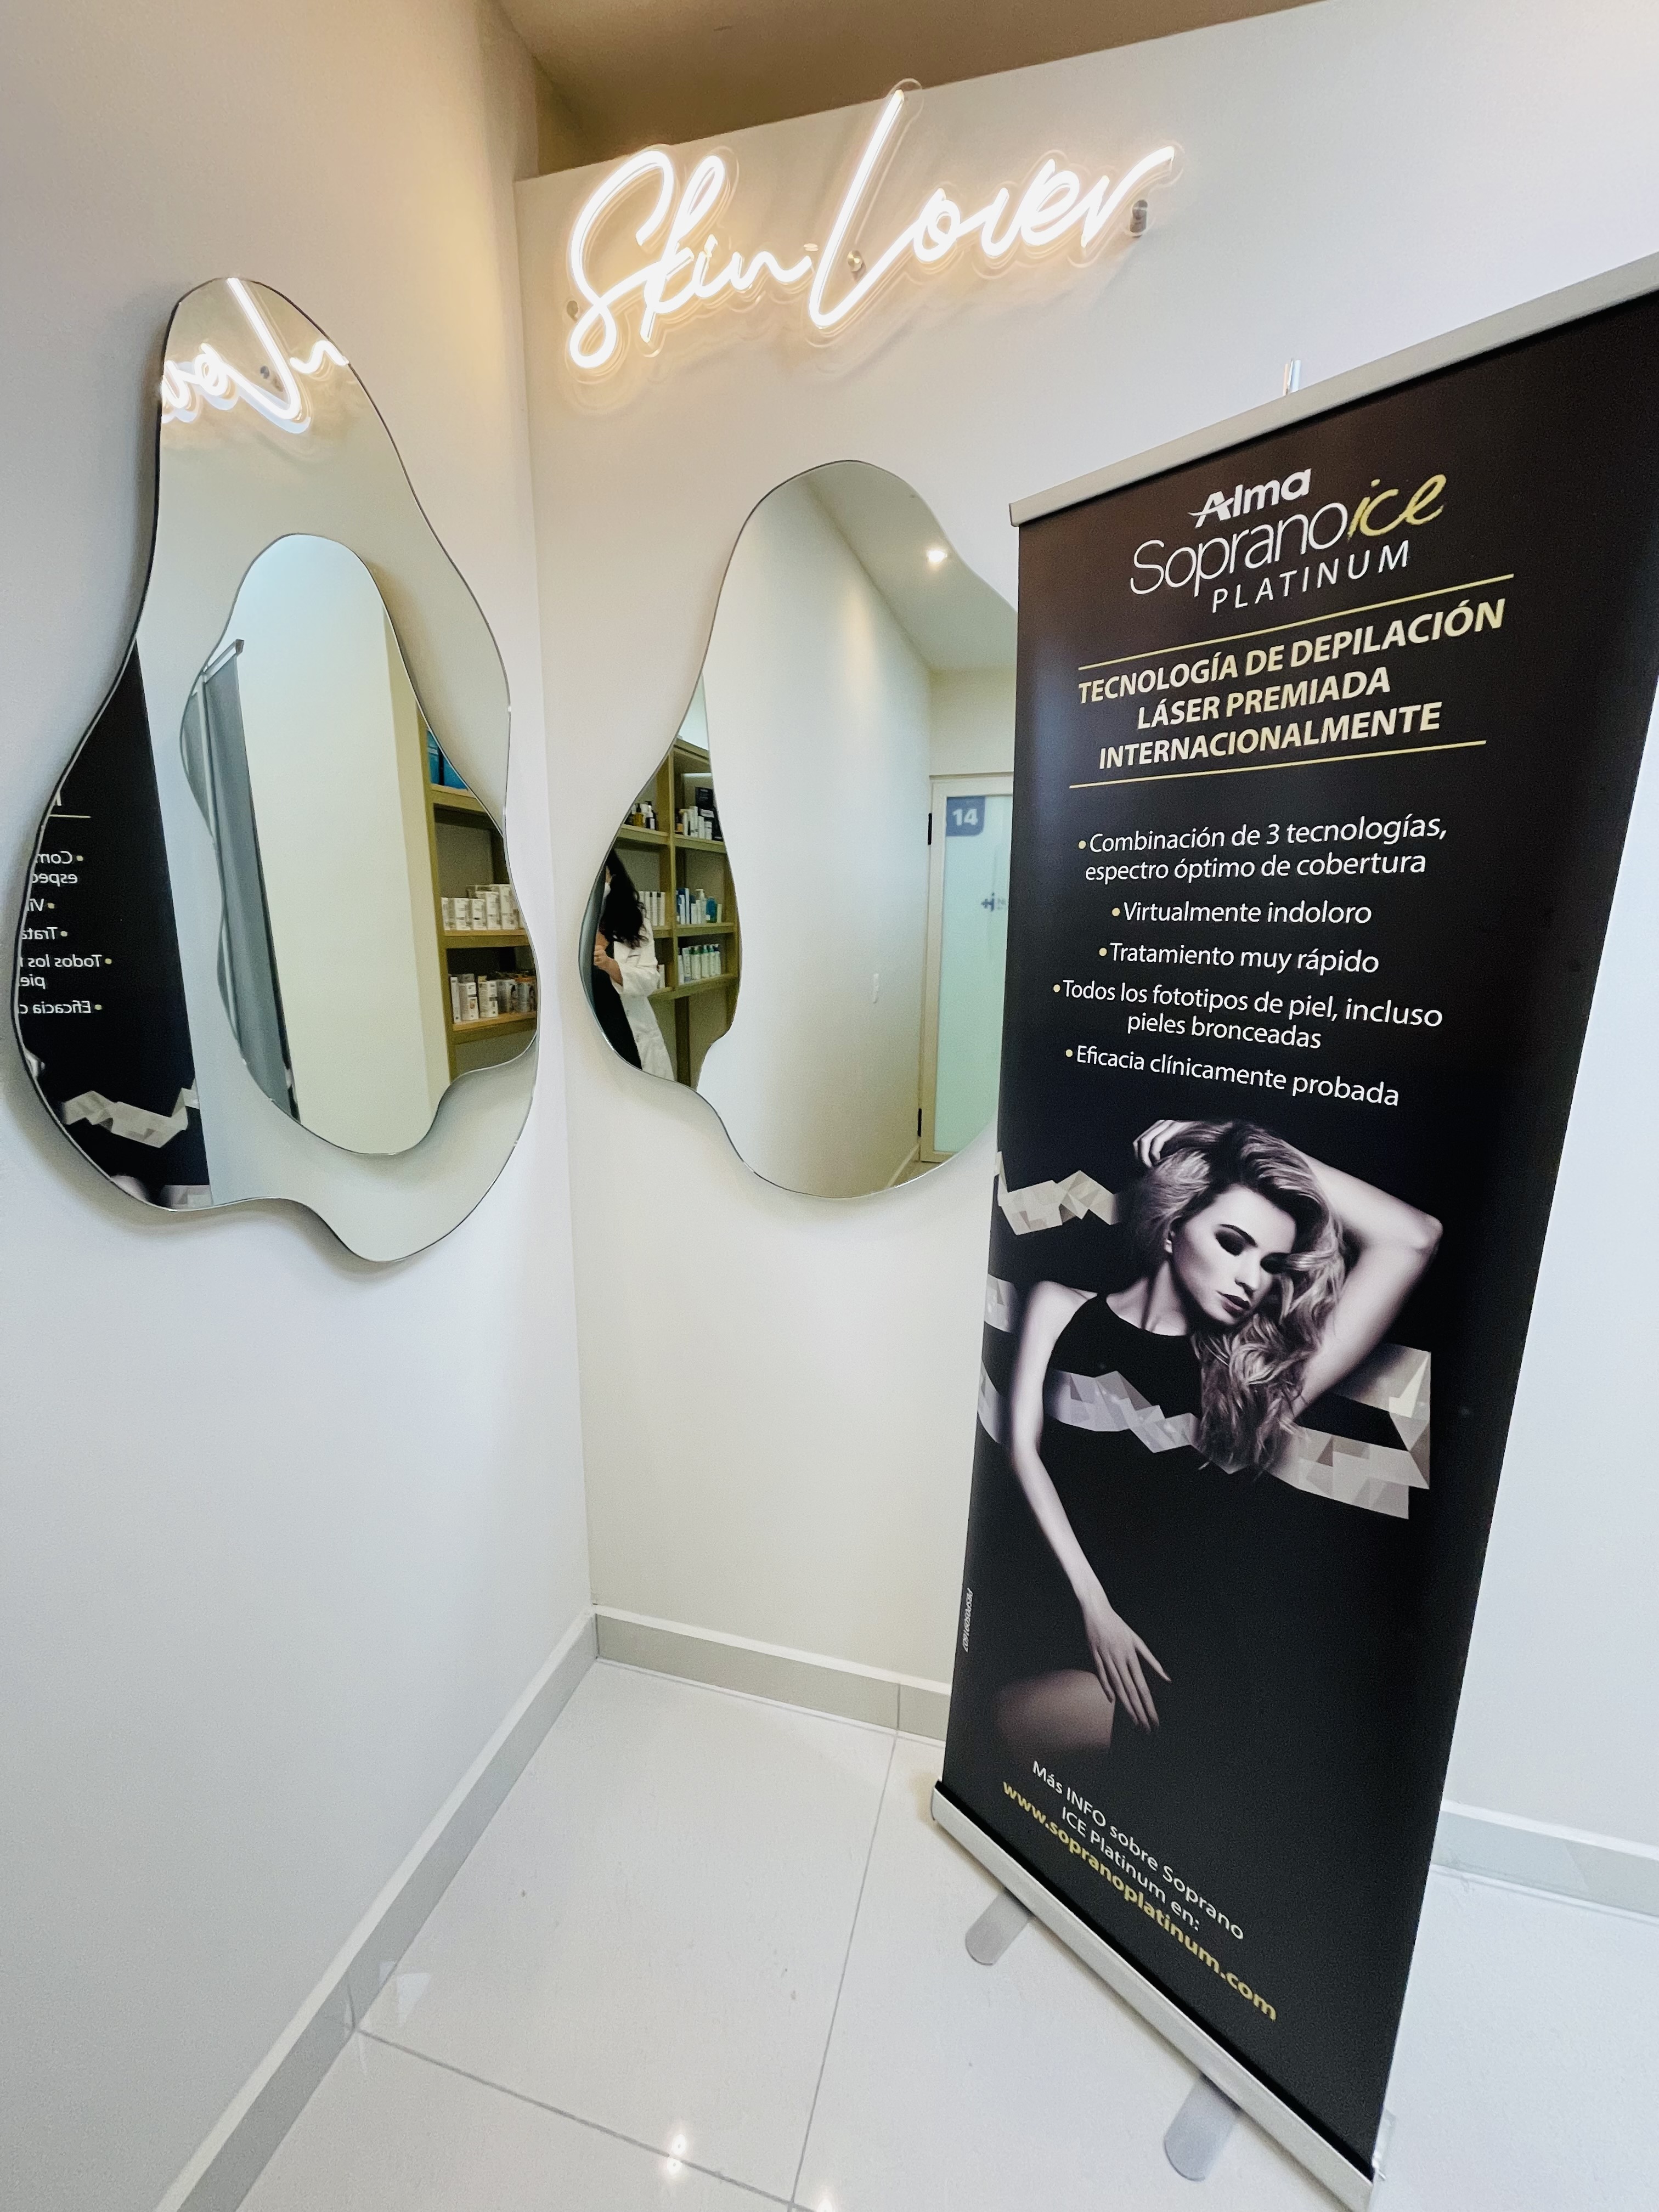 Skin Lover
Alma
Sopranoice
PLATINUM
TECNOLOGÍA DE DEPILACIÓN
LÁSER PREMIADA
INTERNACIONALMENTE
•Combinación de 3 tecnologías,
espectro óptimo de cobertura
•Virtualmente indoloro
•Tratamiento muy rápido
•Todos los fototipos de piel, incluso
pieles bronceadas
•Eficacia clínicamente probada
Más INFO sobre Soprano
ICE Platinum en:
www.sopranoplatinum.com
14